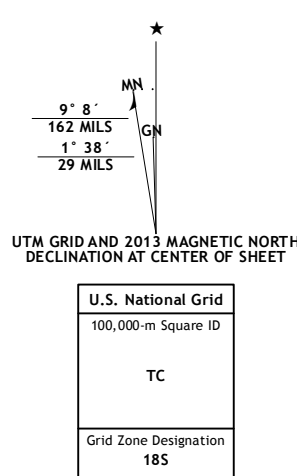 MN
GN
9° 8´
162 MILS
1° 38´
29 MILS
UTM GRID AND 2013 MAGNETIC NORTH
DECLINATION AT CENTER OF SHEET
U.S. National Grid
100,000-m Square ID
TC
Grid Zone Designation
18S